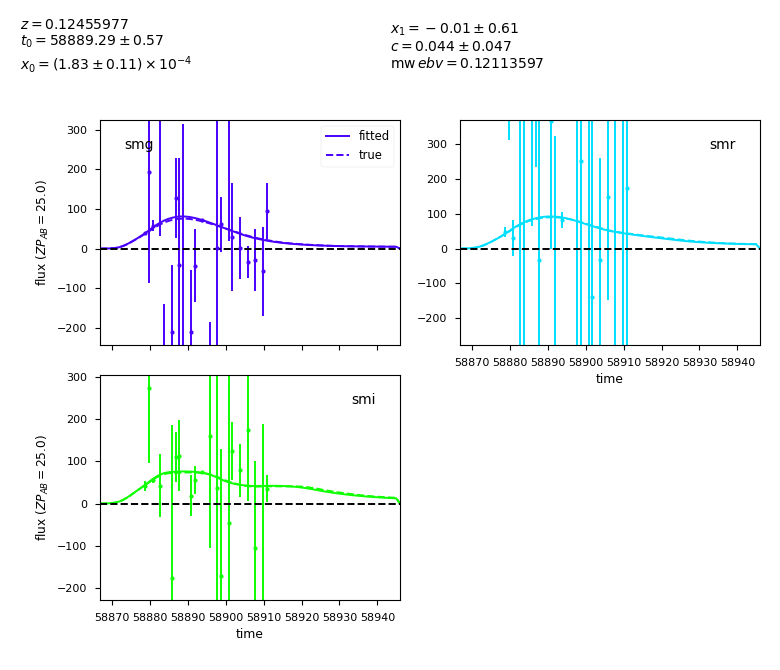 z = 0.12455977
t₀ = 58889.29 ± 0.57
x₀ = (1.83 ± 0.11) × 10⁻⁴
x₁ = −0.01 ± 0.61
c = 0.044 ± 0.047
mw ebv = 0.12113597
smg
fitted
true
300
200
100
0
−100
−200
flux (ZP_AB = 25.0)
smr
300
200
100
0
−100
−200
58870 58880 58890 58900 58910 58920 58930 58940
time
smi
300
200
100
0
−100
−200
flux (ZP_AB = 25.0)
58870 58880 58890 58900 58910 58920 58930 58940
time